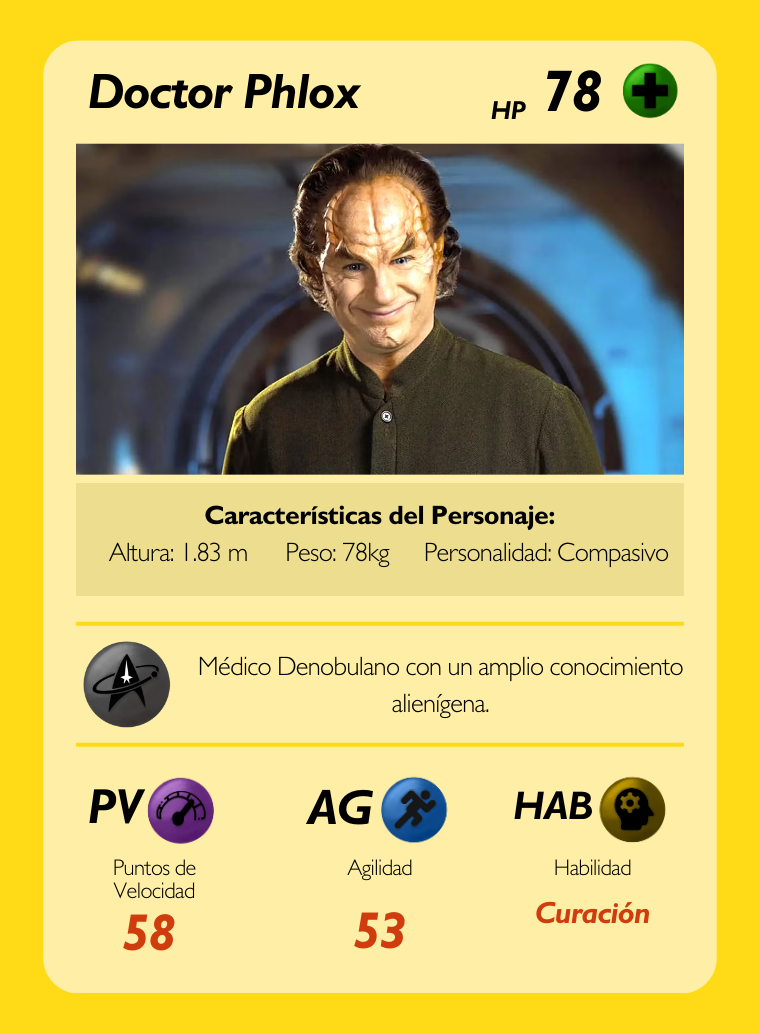 Doctor Phlox
HP 78
Características del Personaje:
Altura: 1.83 m Peso: 78kg Personalidad: Compasivo
Médico Denobulano con un amplio conocimiento
alienígena.
PV AG HAB
Puntos de
Velocidad
Agilidad
Habilidad
58
53
Curación